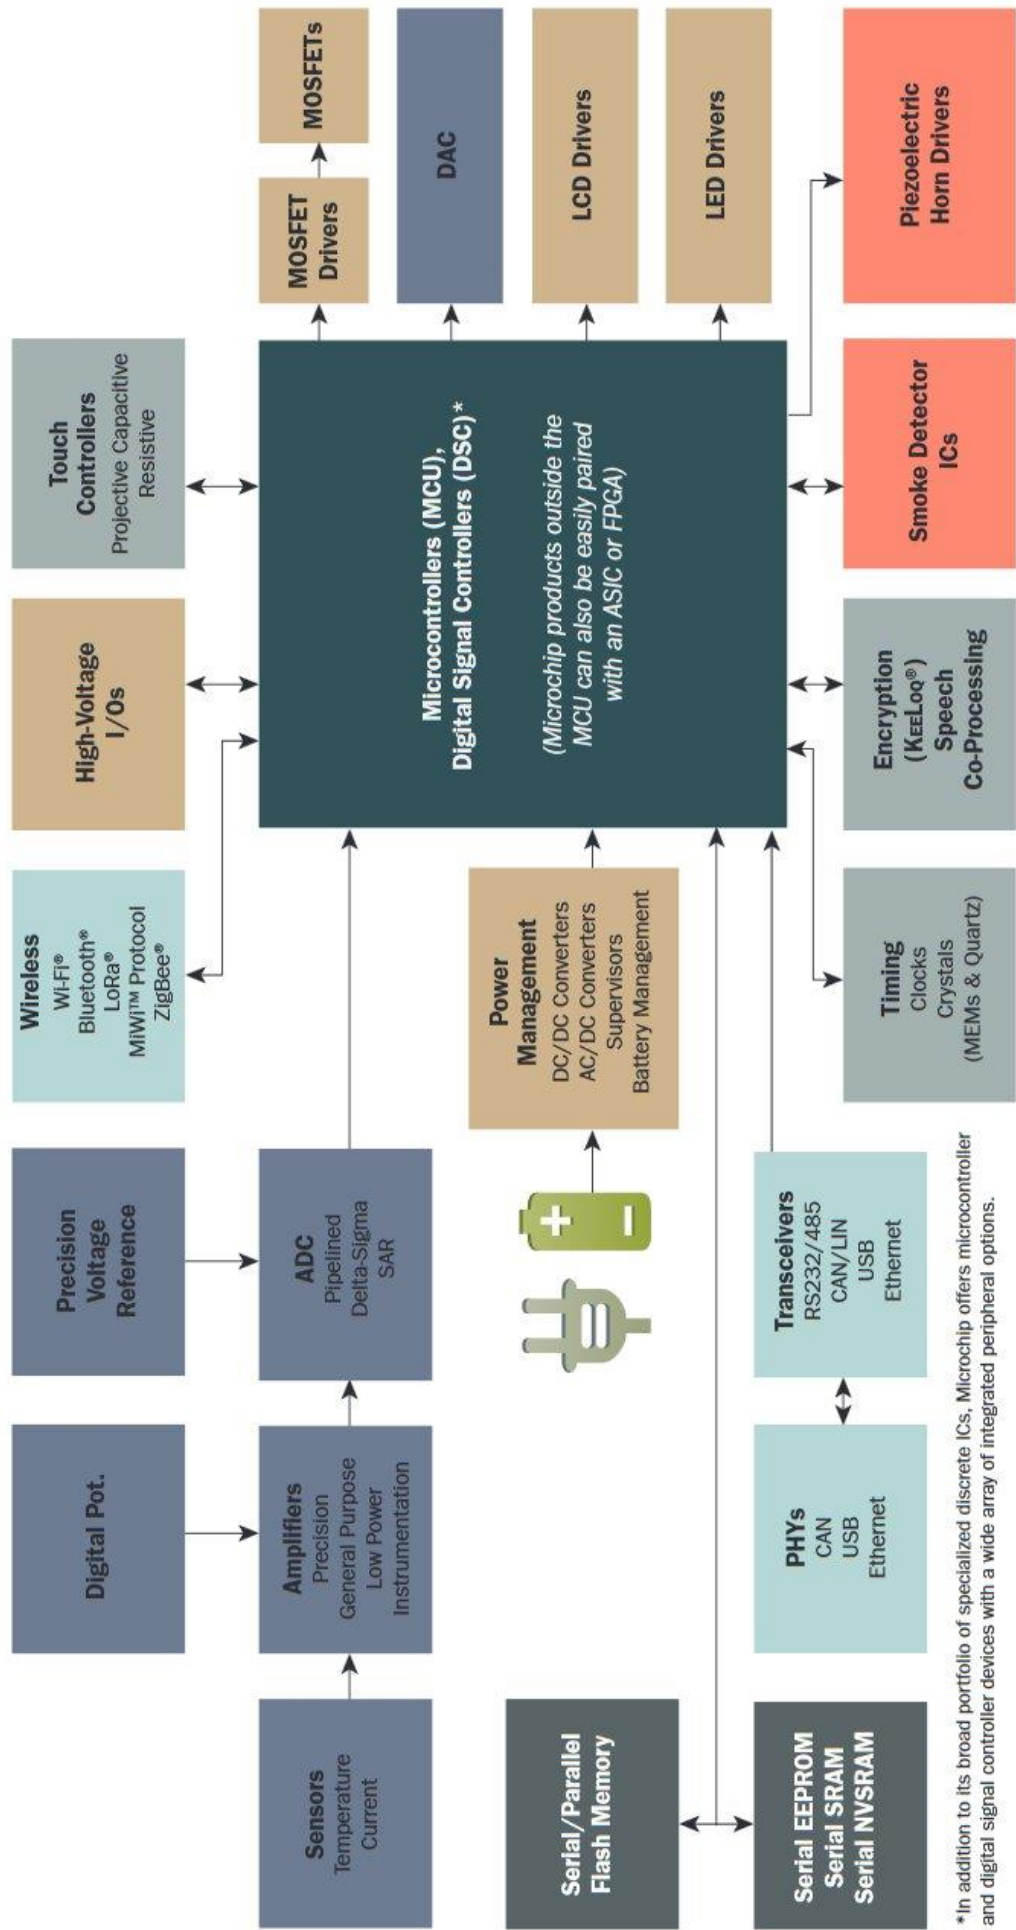 Digital Pot.
Precision
Voltage
Reference
Wireless
Wi-Fi®
Bluetooth®
LoRa®
MiWi™ Protocol
ZigBee®
High-Voltage
I/Os
Touch
Controllers
Projective Capacitive
Resistive
Sensors
Temperature
Current
Amplifiers
Precision
General Purpose
Low Power
Instrumentation
ADC
Pipelined
Delta-Sigma
SAR
Microcontrollers (MCU),
Digital Signal Controllers (DSC)*
(Microchip products outside the
MCU can also be easily paired
with an ASIC or FPGA)
MOSFET
Drivers
MOSFETs
DAC
LCD Drivers
LED Drivers
Power
Management
DC/DC Converters
AC/DC Converters
Supervisors
Battery Management
Serial/Parallel
Flash Memory
Serial EEPROM
Serial SRAM
Serial NVSRAM
PHYs
CAN
USB
Ethernet
Transceivers
RS232/485
CAN/LIN
USB
Ethernet
Timing
Clocks
Crystals
(MEMs & Quartz)
Encryption
(KEELOQ®)
Speech
Co-Processing
Smoke Detector
ICs
Piezoelectric
Horn Drivers
*In addition to its broad portfolio of specialized discrete ICs, Microchip offers microcontroller
and digital signal controller devices with a wide array of integrated peripheral options.